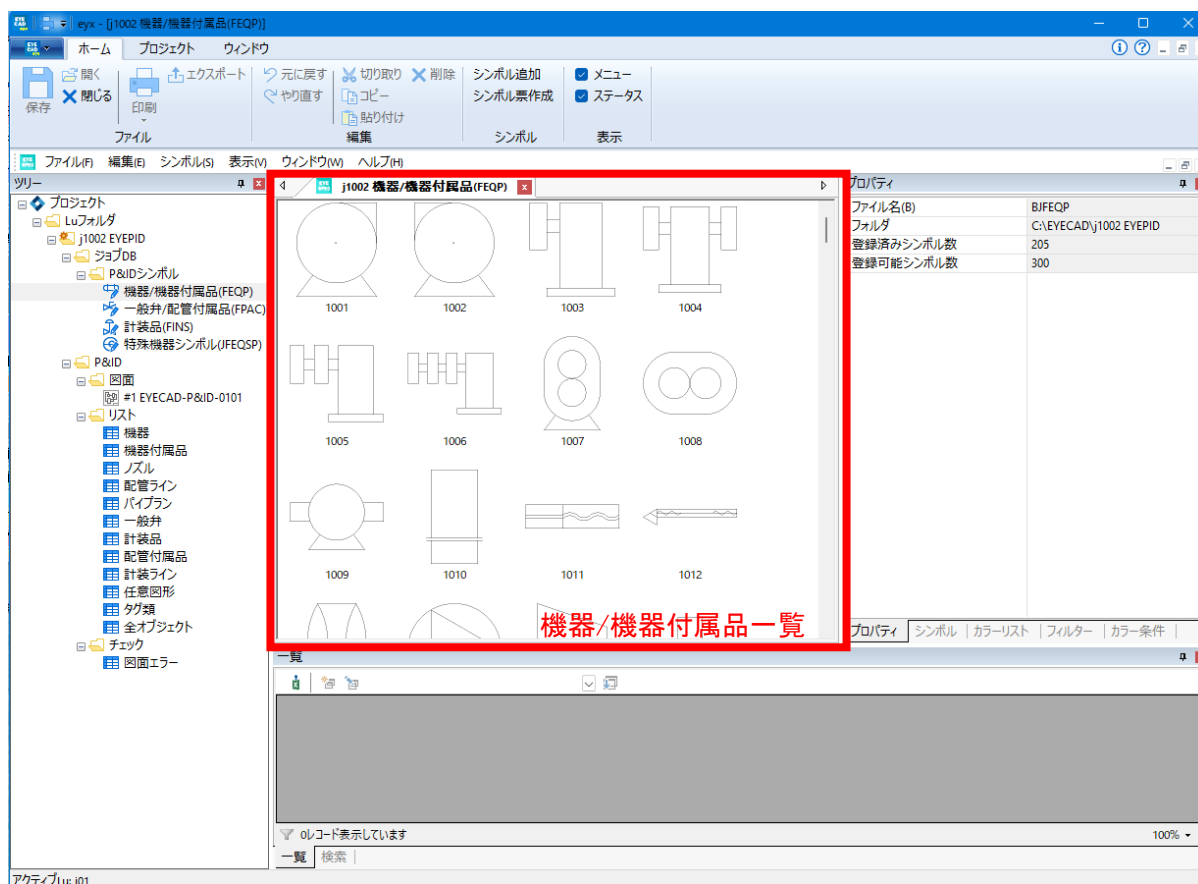 eyx - [j1002 機器/機器付属品(FEQP)]
ホーム プロジェクト ウィンドウ
開く エクスポート 元に戻す 切り取り 削除 シンボル追加 メニュー
保存 閉じる 印刷 やり直す コピー シンボル票作成 ステータス
貼り付け
ファイル 編集 シンボル 表示
ファイル(F) 編集(E) シンボル(S) 表示(V) ウィンドウ(W) ヘルプ(H)
ツリー
プロジェクト
Luフォルダ
j1002 EYEPID
ジョブDB
P&IDシンボル
機器/機器付属品(FEQP)
一般弁/配管付属品(FPAC)
計装品(FINS)
特殊機器シンボル(JFEQSP)
P&ID
図面
#1 EYECAD-P&ID-0101
リスト
機器
機器付属品
ノズル
配管ライン
パイプラン
一般弁
計装品
配管付属品
計装ライン
任意図形
タグ類
全オブジェクト
チェック
図面エラー
j1002 機器/機器付属品(FEQP)
1001 1002 1003 1004
1005 1006 1007 1008
1009 1010 1011 1012
機器/機器付属品一覧
プロパティ
ファイル名(B) BJFEQP
フォルダ C:\EYECAD\j1002 EYEPID
登録済みシンボル数 205
登録可能シンボル数 300
プロパティ シンボル カラーリスト フィルター カラー条件
一覧
0レコード表示しています 100%
一覧 検索
アクティブLu: j01